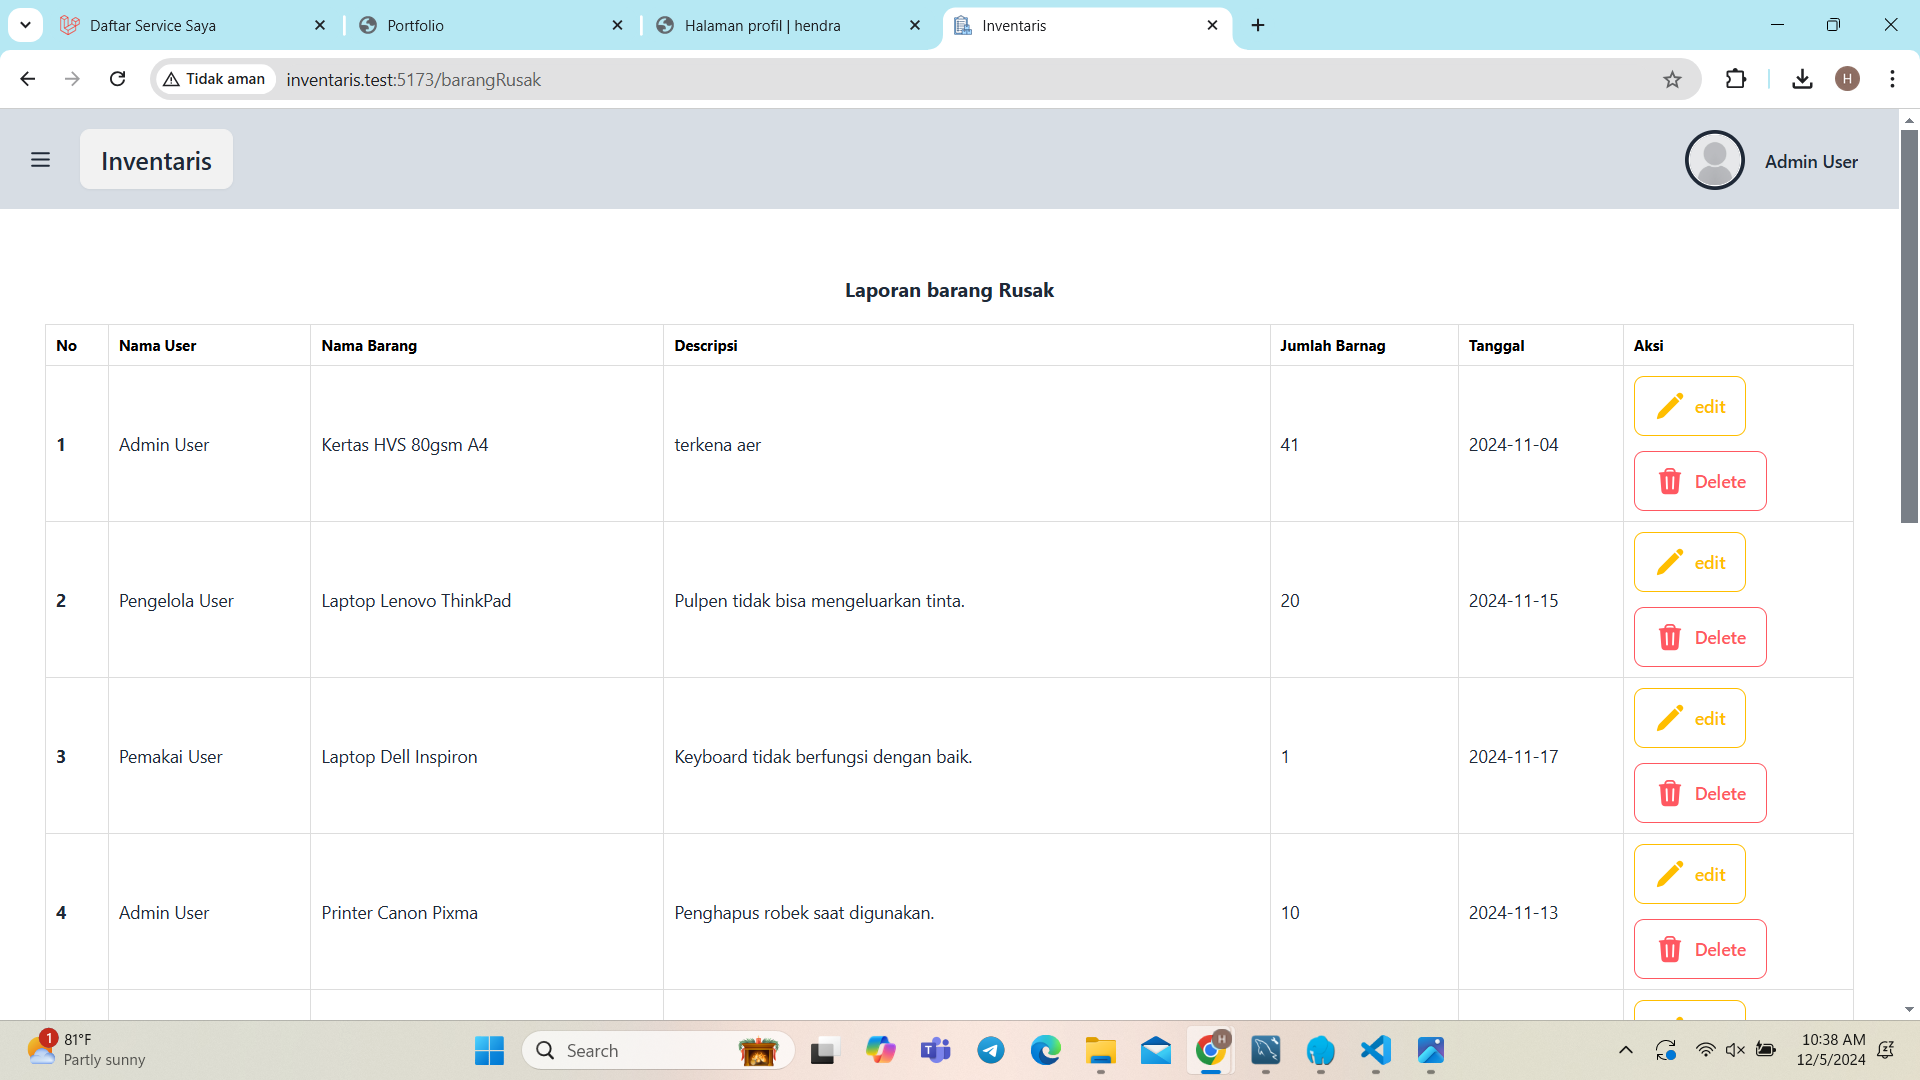 Daftar Service Saya
Portfolio
Halaman profil | hendra
Inventaris
Tidak aman
inventaris.test:5173/barangRusak
H
Inventaris
Admin User
Laporan barang Rusak
No Nama User Nama Barang Descripsi Jumlah Barnag Tanggal Aksi
1 Admin User Kertas HVS 80gsm A4 terkena aer 41 2024-11-04
edit
Delete
2 Pengelola User Laptop Lenovo ThinkPad Pulpen tidak bisa mengeluarkan tinta. 20 2024-11-15
edit
Delete
3 Pemakai User Laptop Dell Inspiron Keyboard tidak berfungsi dengan baik. 1 2024-11-17
edit
Delete
4 Admin User Printer Canon Pixma Penghapus robek saat digunakan. 10 2024-11-13
edit
Delete
1
81°F
Partly sunny
Search
H
10:38 AM
12/5/2024